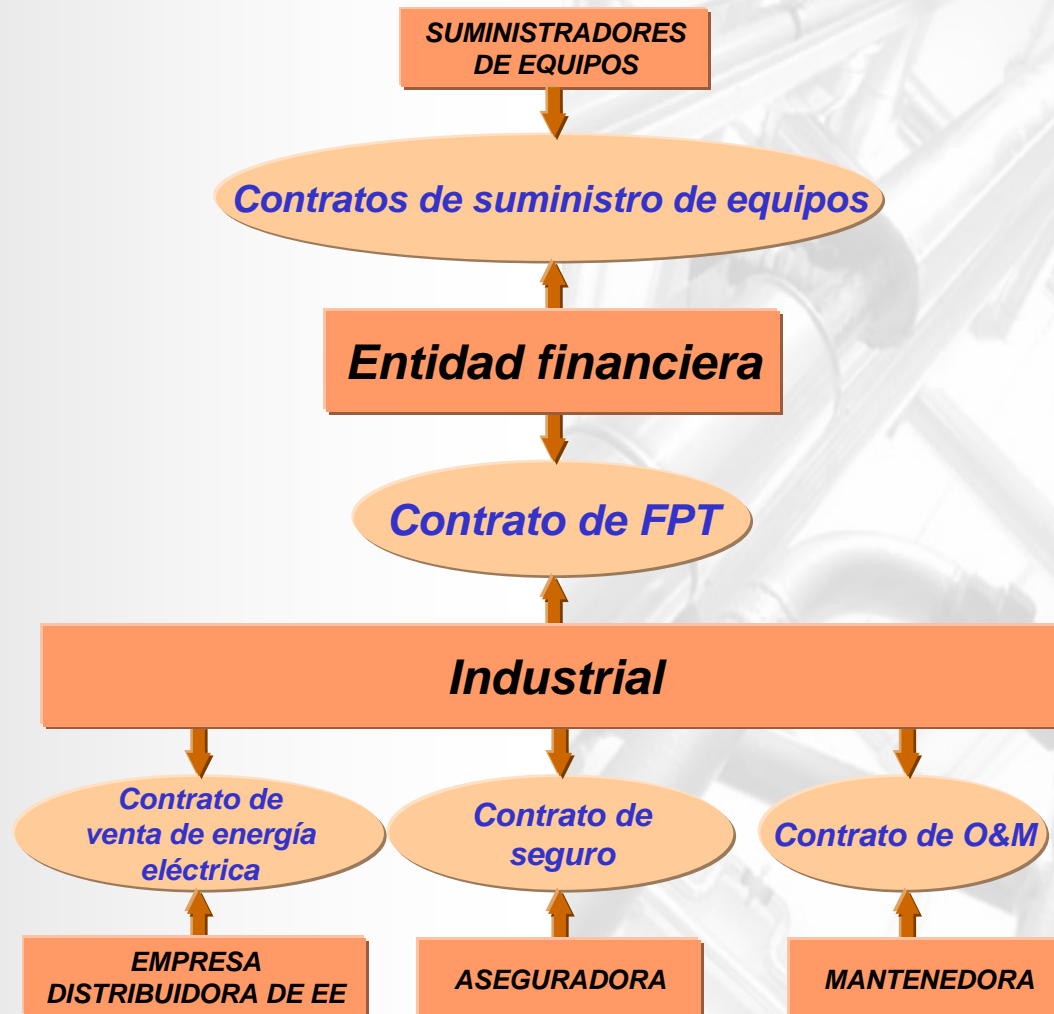 SUMINISTRADORES
DE EQUIPOS
Contratos de suministro de equipos
Entidad financiera
Contrato de FPT
Industrial
Contrato de
venta de energía
eléctrica
Contrato de
seguro
Contrato de O&M
EMPRESA
DISTRIBUIDORA DE EE
ASEGURADORA
MANTENEDORA